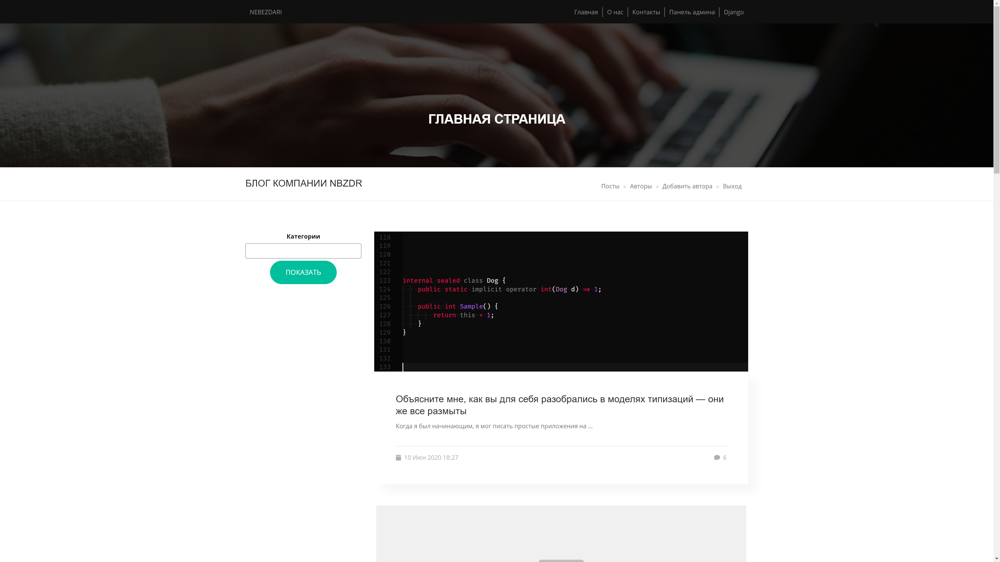 NEBEZDARI
Главная
О нас
Контакты
Панель админа
Django
ГЛАВНАЯ СТРАНИЦА
БЛОГ КОМПАНИИ NBZDR
Посты » Авторы » Добавить автора » Выход
Категории
ПОКАЗАТЬ
118
119
120
121
122
123 internal sealed class Dog {
124 public static implicit operator int(Dog d) => 1;
125
126 public int Sample() {
127 return this + 1;
128 }
129 }
130
131
132
133
Объясните мне, как вы для себя разобрались в моделях типизаций — они
же все размыты
Когда я был начинающим, я мог писать простые приложения на ...
10 Июн 2020 18:27
6